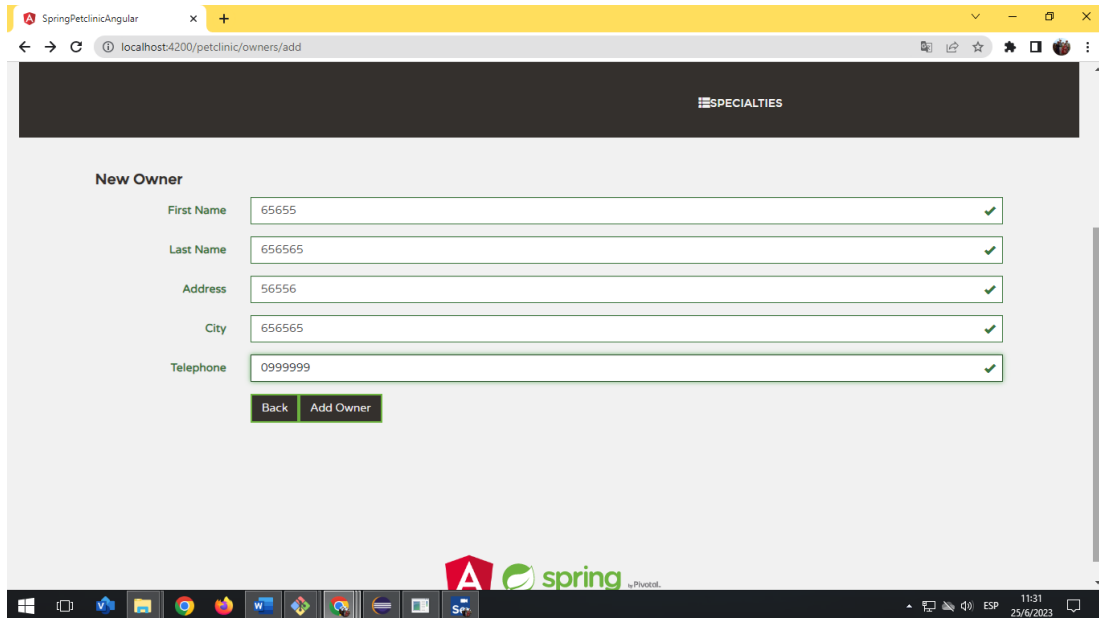 SpringPetclinicAngular
localhost:4200/petclinic/owners/add
SPECIALTIES
New Owner
First Name 65655
Last Name 656565
Address 56556
City 656565
Telephone 0999999
Back Add Owner
spring by Pivotal.
ESP
11:31
25/6/2023